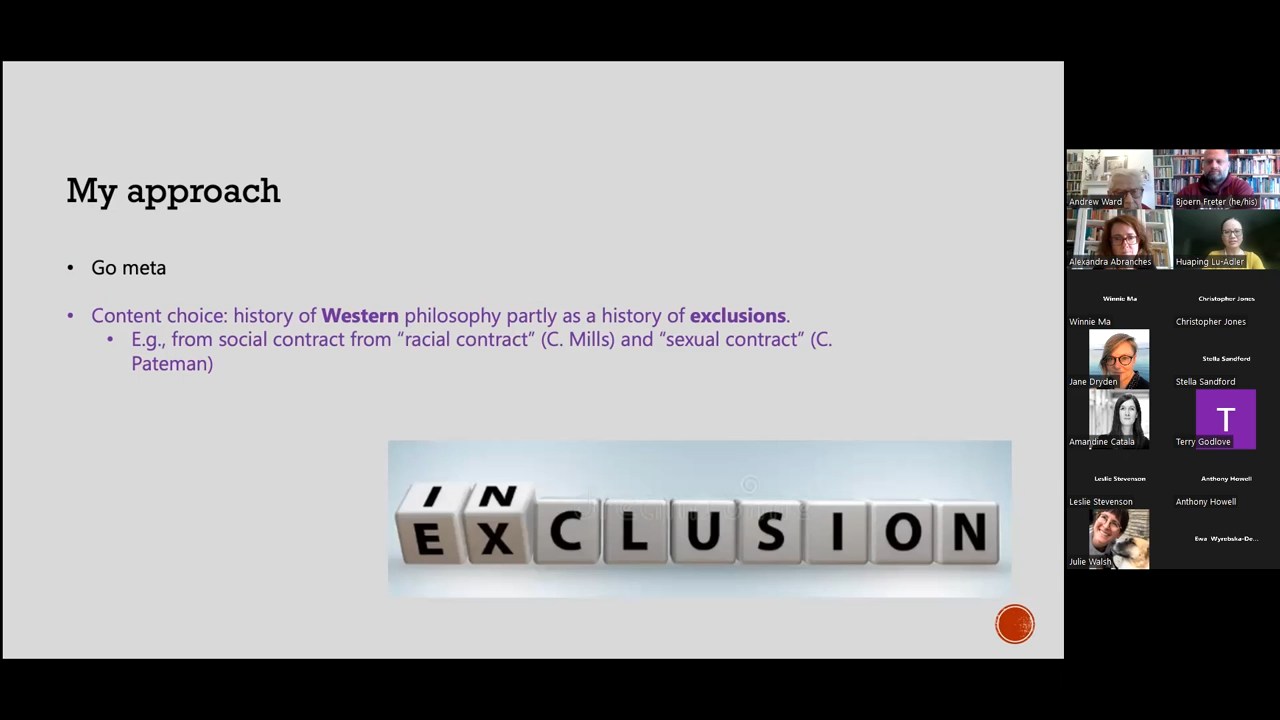 My approach
• Go meta
• Content choice: history of Western philosophy partly as a history of exclusions.
• E.g., from social contract from “racial contract” (C. Mills) and “sexual contract” (C.
Pateman)
I N
E X C L U S I O N
Andrew Ward
Bjoern Freter (he/his)
Alexandra Abranches
Huaping Lu-Adler
Winnie Ma
Christopher Jones
Winnie Ma
Christopher Jones
Stella Sandford
Jane Dryden
Stella Sandford
T
Amandine Catala
Terry Godlove
Leslie Stevenson
Anthony Howell
Leslie Stevenson
Anthony Howell
Ewa Wyrębska-De...
Julie Walsh